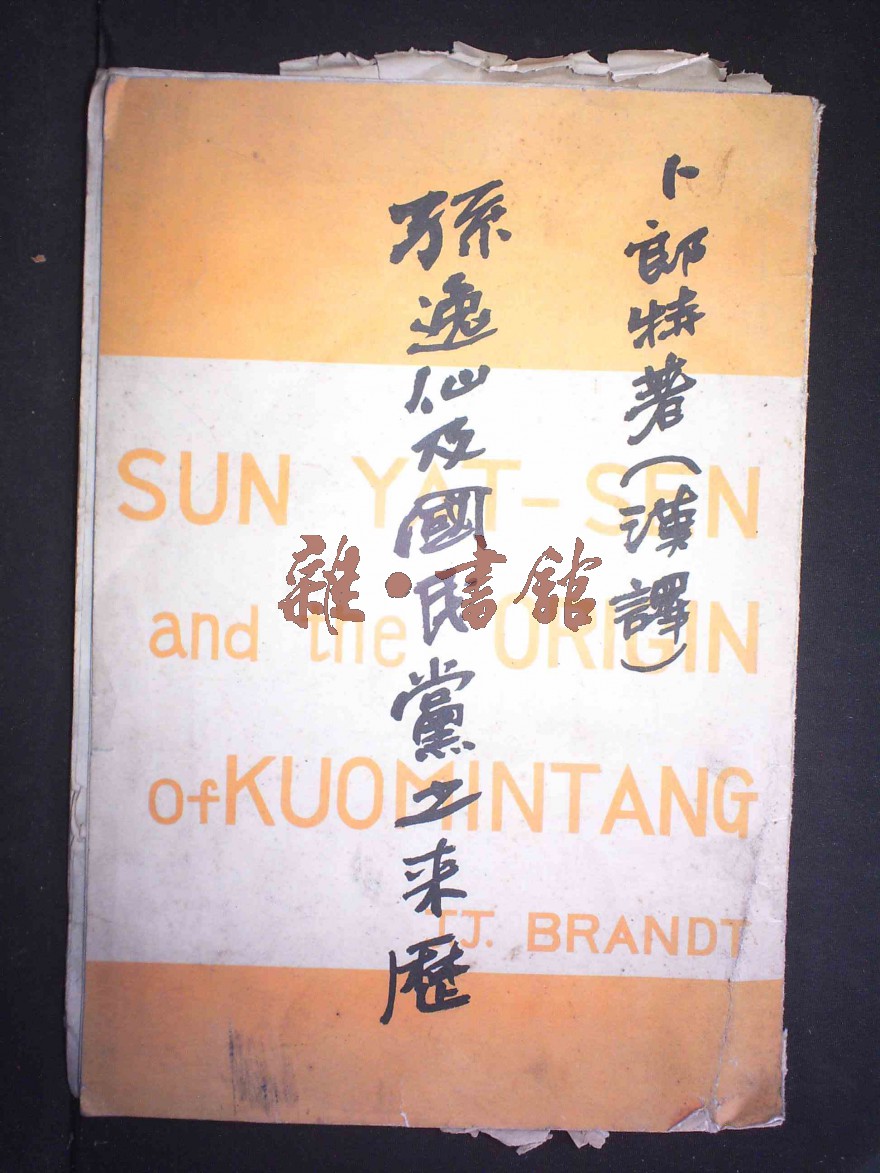 卜郎特著(漢譯)
孫逸仙及國民黨之来歷
SUN YAT-SEN
and the ORIGIN
of KUOMINTANG
T.J. BRANDT
雜·書館